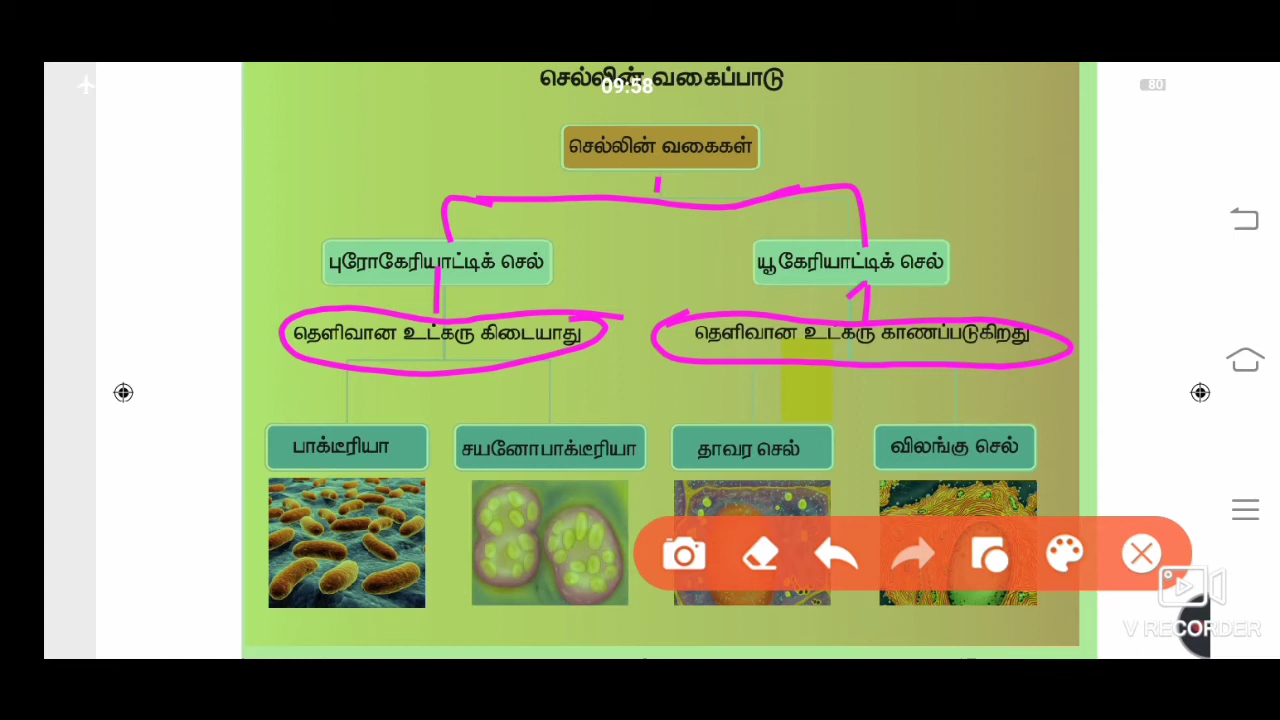 செல்லின் வகைப்பாடு
09:58
80
செல்லின் வகைகள்
புரோகேரியாட்டிக் செல்
யூகேரியாட்டிக் செல்
தெளிவான உட்கரு கிடையாது
தெளிவான உட்கரு காணப்படுகிறது
பாக்டீரியா
சயனோபாக்டீரியா
தாவர செல்
விலங்கு செல்
V RECORDER